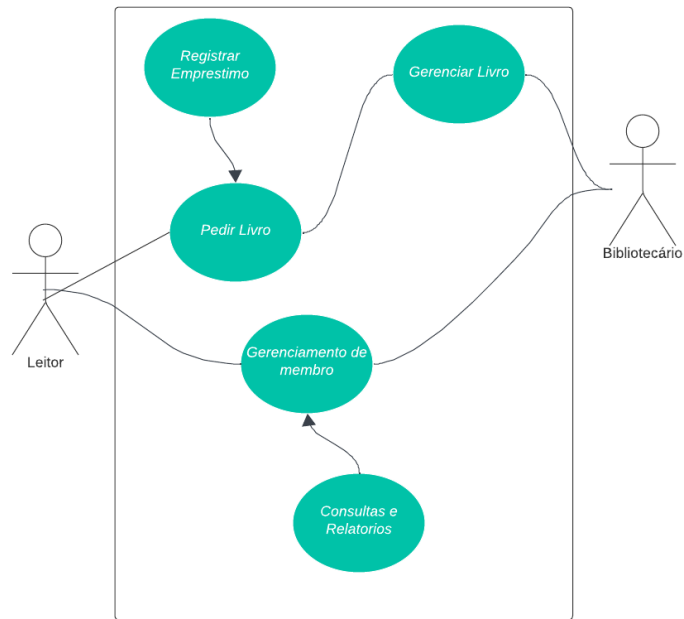 Registrar
Emprestimo
Gerenciar Livro
Pedir Livro
Bibliotecário
Leitor
Gerenciamento de
membro
Consultas e
Relatorios